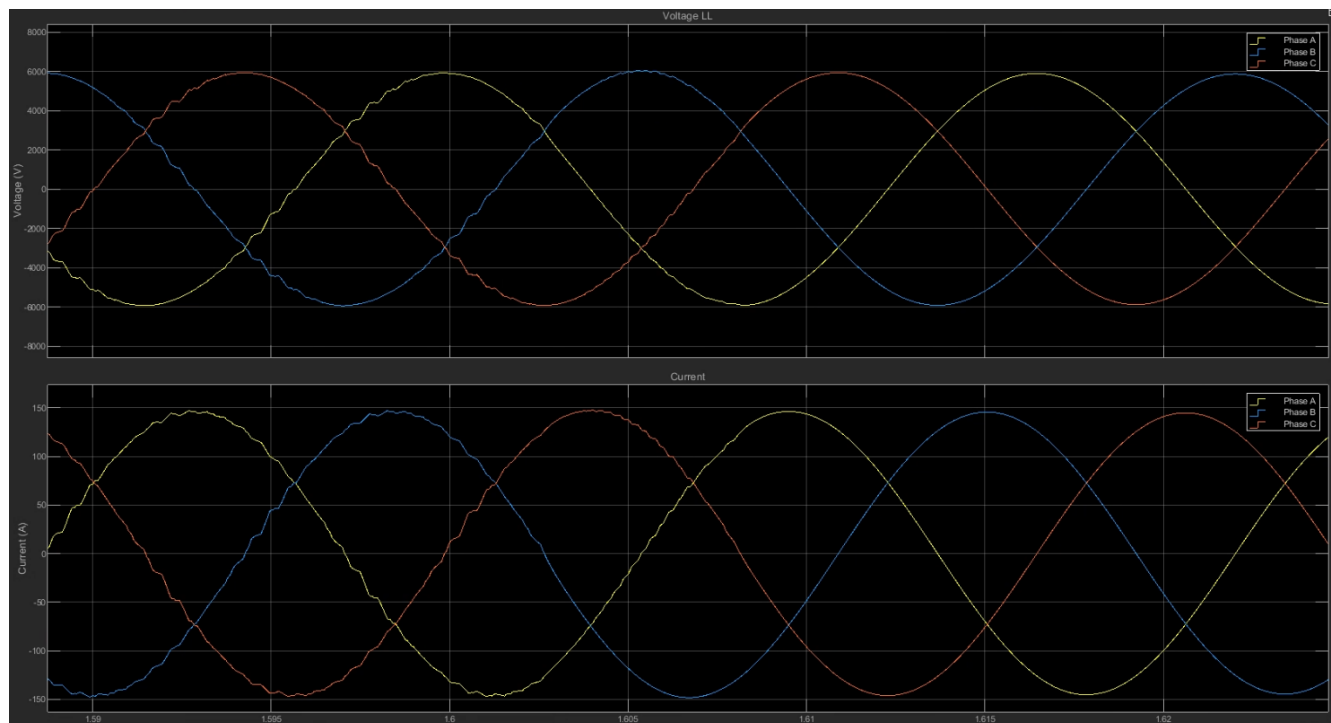 Voltage LL
8000
6000
4000
2000
0
-2000
-4000
-6000
-8000
Voltage (V)
Phase A
Phase B
Phase C
Current
150
100
50
0
-50
-100
-150
Current (A)
Phase A
Phase B
Phase C
1.59
1.595
1.6
1.605
1.61
1.615
1.62